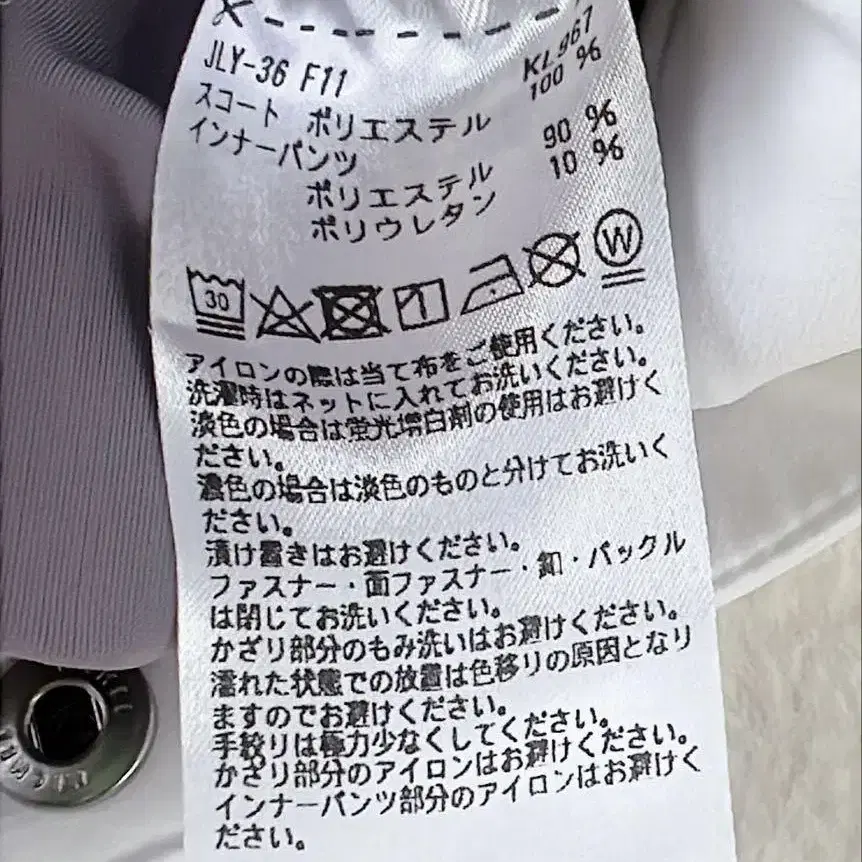 JLY-36 F11 KL967
スコート ポリエステル 100 %
インナーパンツ
ポリエステル 90 %
ポリウレタン 10 %
30 W
アイロンの際は当て布をご使用ください。
洗濯時はネットに入れてお洗いください。
淡色の場合は蛍光増白剤の使用はお避けく
ださい。
濃色の場合は淡色のものと分けてお洗いく
ださい。
漬け置きはお避けください。
ファスナー・面ファスナー・釦・バックル
は閉じてお洗いください。
かざり部分のもみ洗いはお避けください。
濡れた状態での放置は色移りの原因となり
ますのでお避けください。
手絞りは極力少なくしてください。
かざり部分のアイロンはお避けください。
インナーパンツ部分のアイロンはお避けく
ださい。